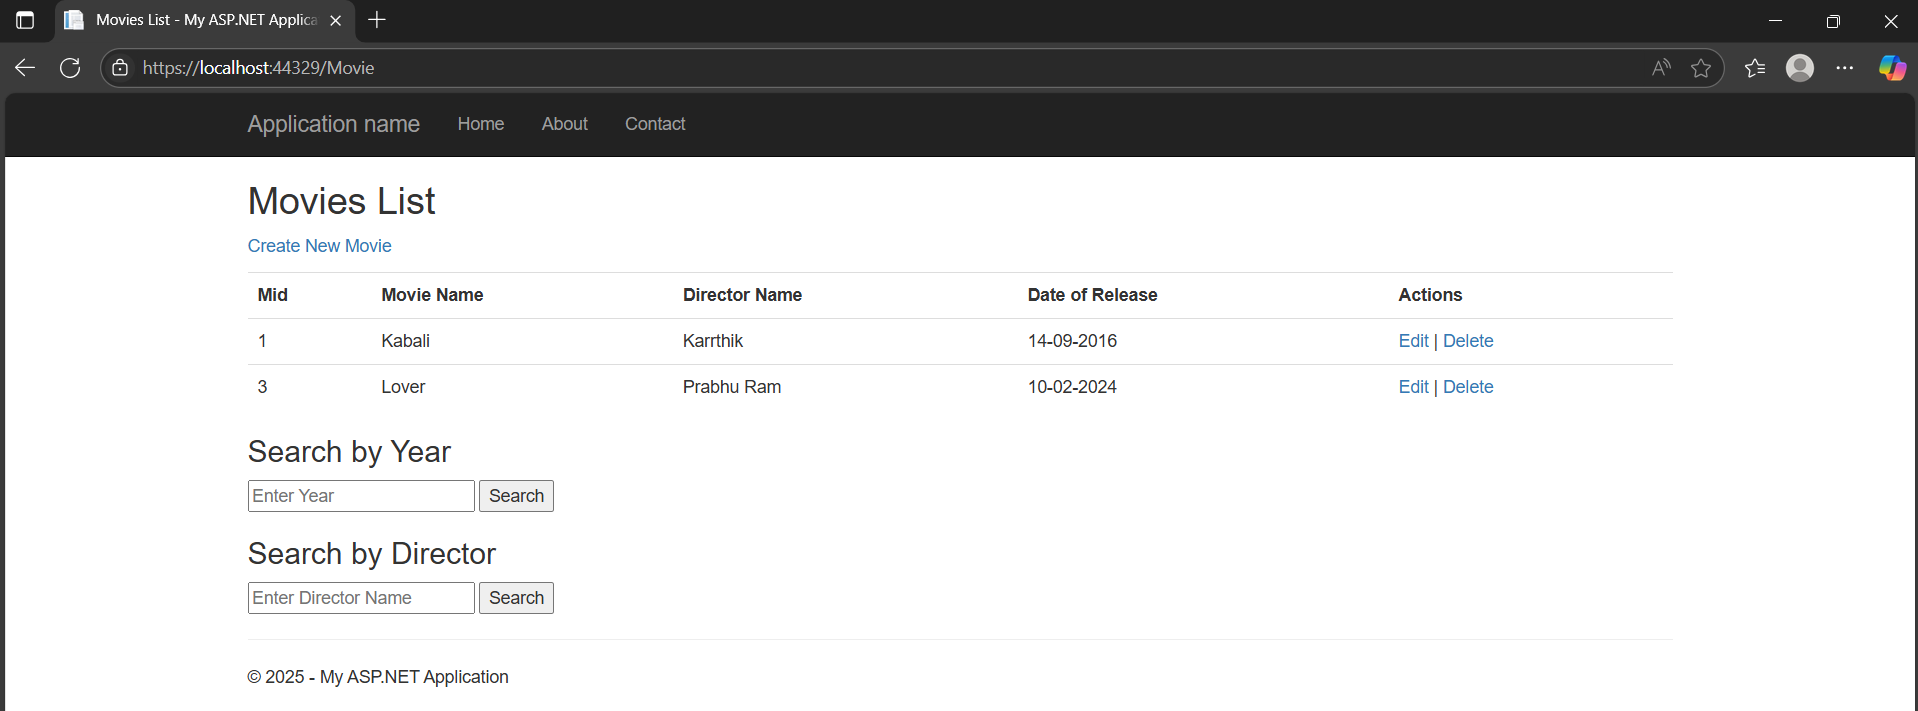 Movies List - My ASP.NET Applica
https://localhost:44329/Movie
Application name Home About Contact
Movies List
Create New Movie
Mid Movie Name Director Name Date of Release Actions
1 Kabali Karrthik 14-09-2016 Edit | Delete
3 Lover Prabhu Ram 10-02-2024 Edit | Delete
Search by Year
Enter Year Search
Search by Director
Enter Director Name Search
© 2025 - My ASP.NET Application